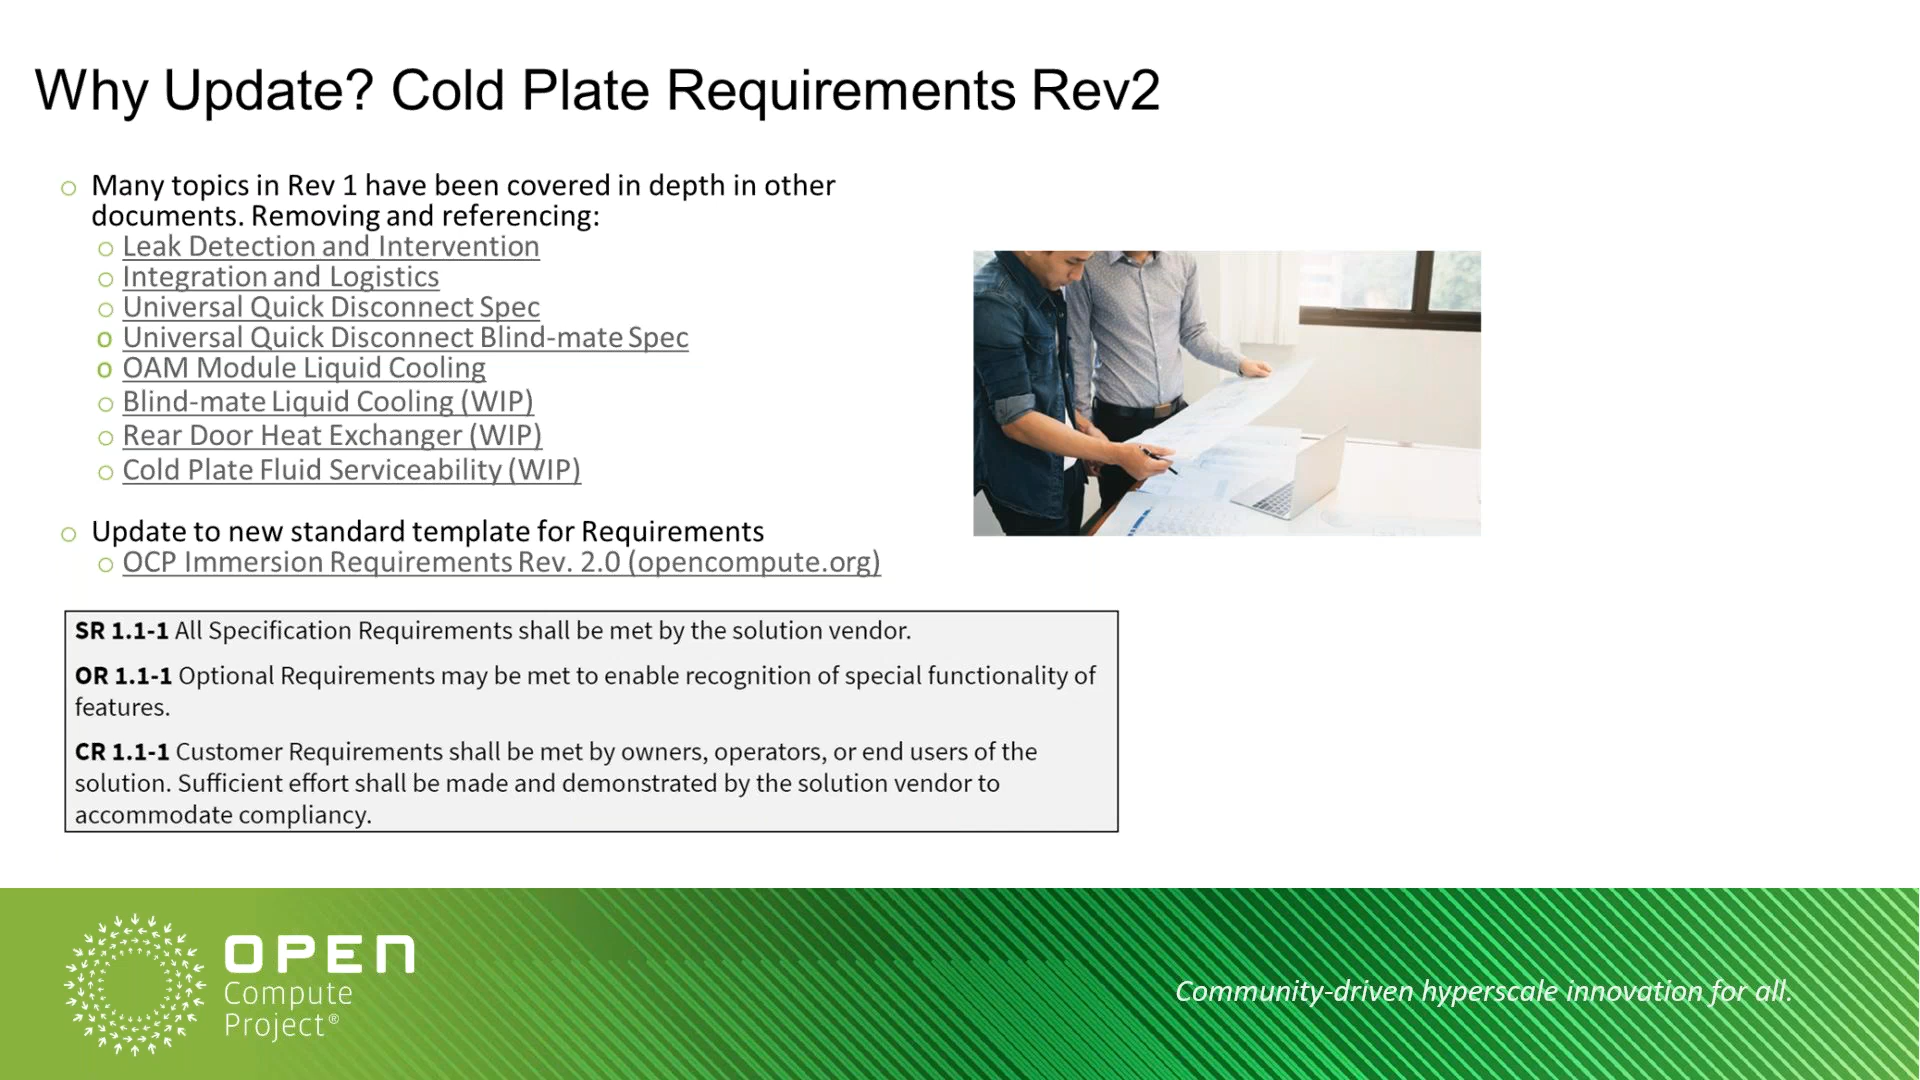 Why Update? Cold Plate Requirements Rev2
Many topics in Rev 1 have been covered in depth in other
documents. Removing and referencing:
Leak Detection and Intervention
Integration and Logistics
Universal Quick Disconnect Spec
Universal Quick Disconnect Blind-mate Spec
OAM Module Liquid Cooling
Blind-mate Liquid Cooling (WIP)
Rear Door Heat Exchanger (WIP)
Cold Plate Fluid Serviceability (WIP)
Update to new standard template for Requirements
OCP Immersion Requirements Rev. 2.0 (opencompute.org)
SR 1.1-1 All Specification Requirements shall be met by the solution vendor.
OR 1.1-1 Optional Requirements may be met to enable recognition of special functionality of
features.
CR 1.1-1 Customer Requirements shall be met by owners, operators, or end users of the
solution. Sufficient effort shall be made and demonstrated by the solution vendor to
accommodate compliancy.
OPEN
Compute
Project®
Community-driven hyperscale innovation for all.